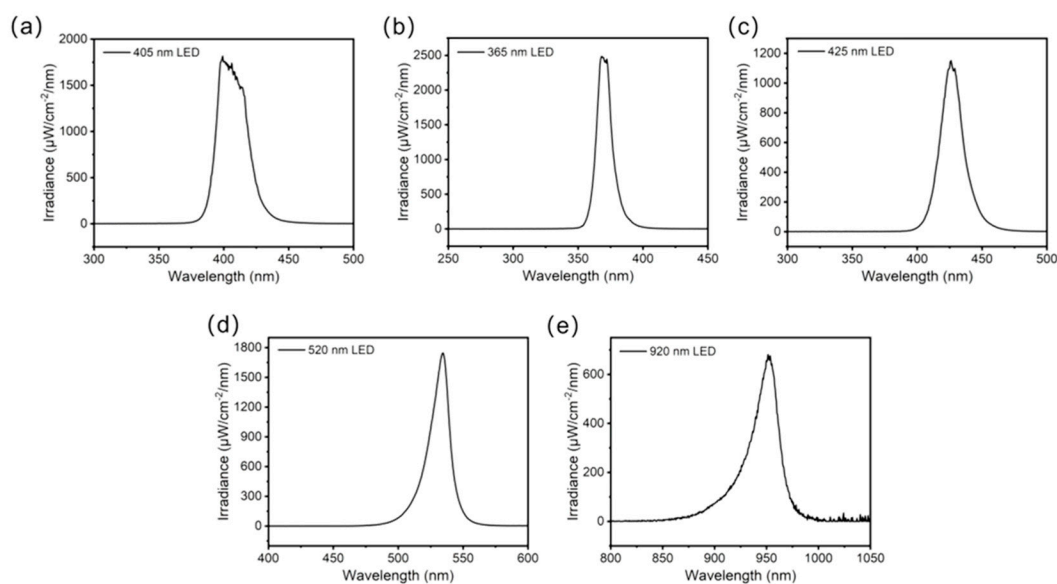 (a)
405 nm LED
2000
1500
1000
500
0
Irradiance (μW/cm⁻²/nm)
300 350 400 450 500
Wavelength (nm)
(b)
365 nm LED
2500
2000
1500
1000
500
0
Irradiance (μW/cm⁻²/nm)
250 300 350 400 450
Wavelength (nm)
(c)
425 nm LED
1200
1000
800
600
400
200
0
Irradiance (μW/cm⁻²/nm)
300 350 400 450 500
Wavelength (nm)
(d)
520 nm LED
1800
1500
1200
900
600
300
0
Irradiance (μW/cm⁻²/nm)
400 450 500 550 600
Wavelength (nm)
(e)
920 nm LED
600
400
200
0
Irradiance (μW/cm⁻²/nm)
800 850 900 950 1000 1050
Wavelength (nm)